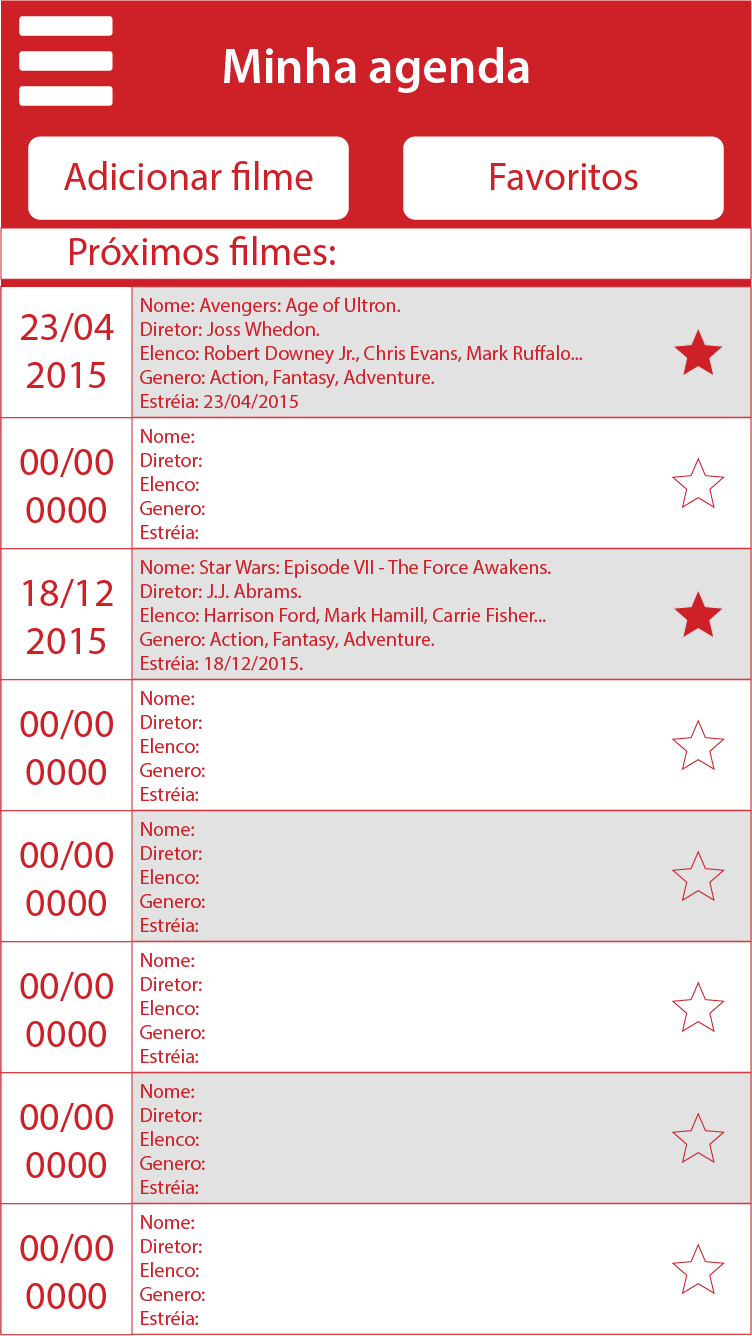 Minha agenda
Adicionar filme
Favoritos
Próximos filmes:
23/04
2015
Nome: Avengers: Age of Ultron.
Diretor: Joss Whedon.
Elenco: Robert Downey Jr., Chris Evans, Mark Ruffalo...
Genero: Action, Fantasy, Adventure.
Estréia: 23/04/2015
00/00
0000
Nome:
Diretor:
Elenco:
Genero:
Estréia:
18/12
2015
Nome: Star Wars: Episode VII - The Force Awakens.
Diretor: J.J. Abrams.
Elenco: Harrison Ford, Mark Hamill, Carrie Fisher...
Genero: Action, Fantasy, Adventure.
Estréia: 18/12/2015.
00/00
0000
Nome:
Diretor:
Elenco:
Genero:
Estréia:
00/00
0000
Nome:
Diretor:
Elenco:
Genero:
Estréia:
00/00
0000
Nome:
Diretor:
Elenco:
Genero:
Estréia:
00/00
0000
Nome:
Diretor:
Elenco:
Genero:
Estréia:
00/00
0000
Nome:
Diretor:
Elenco:
Genero:
Estréia: